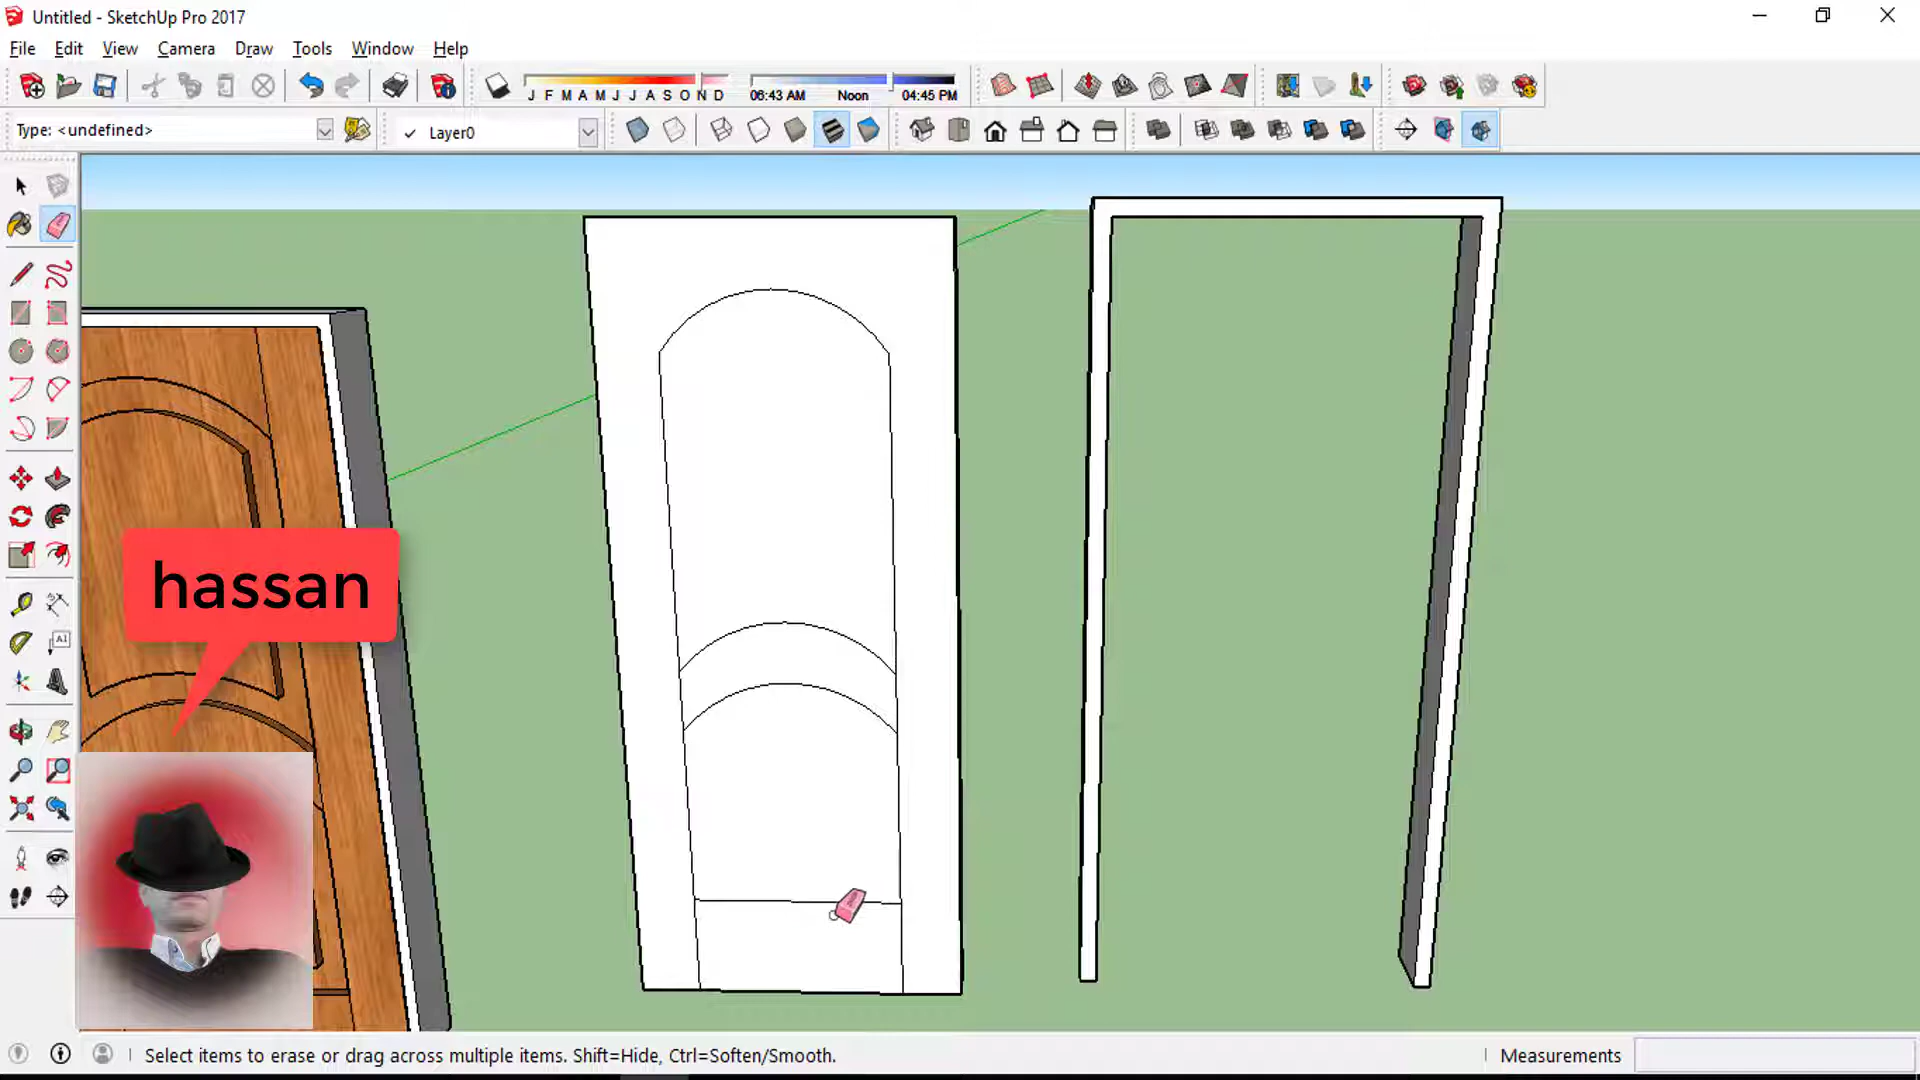 Untitled - SketchUp Pro 2017
File Edit View Camera Draw Tools Window Help
J F M A M J J A S O N D 06:43 AM Noon 04:45 PM
Type: <undefined> Layer0
A1
hassan
Select items to erase or drag across multiple items. Shift=Hide, Ctrl=Soften/Smooth. Measurements